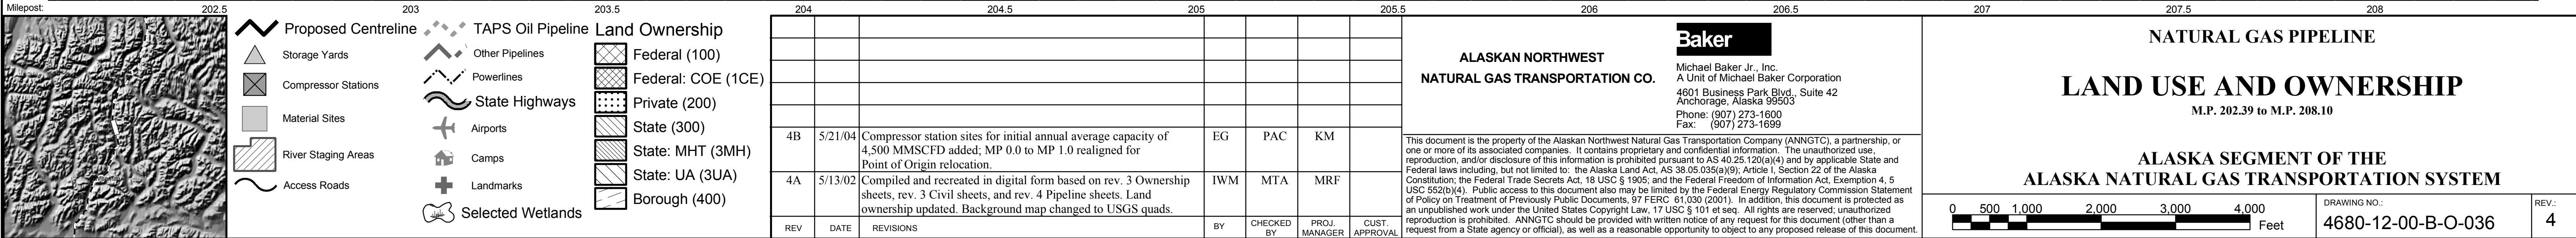 Milepost: 202.5 203 203.5 204 204.5 205 205.5 206 206.5 207 207.5 208
Proposed Centreline
Storage Yards
Compressor Stations
Material Sites
River Staging Areas
Access Roads
TAPS Oil Pipeline
Other Pipelines
Powerlines
State Highways
Airports
Camps
Landmarks
Selected Wetlands
Land Ownership
Federal (100)
Federal: COE (1CE)
Private (200)
State (300)
State: MHT (3MH)
State: UA (3UA)
Borough (400)
4B 5/21/04 Compressor station sites for initial annual average capacity of EG PAC KM
4,500 MMSCFD added; MP 0.0 to MP 1.0 realigned for
Point of Origin relocation.
4A 5/13/02 Compiled and recreated in digital form based on rev. 3 Ownership IWM MTA MRF
sheets, rev. 3 Civil sheets, and rev. 4 Pipeline sheets. Land
ownership updated. Background map changed to USGS quads.
REV DATE REVISIONS BY CHECKED BY PROJ. MANAGER CUST. APPROVAL
ALASKAN NORTHWEST
NATURAL GAS TRANSPORTATION CO.
Baker
Michael Baker Jr., Inc.
A Unit of Michael Baker Corporation
4601 Business Park Blvd., Suite 42
Anchorage, Alaska 99503
Phone: (907) 273-1600
Fax: (907) 273-1699
This document is the property of the Alaskan Northwest Natural Gas Transportation Company (ANNGTC), a partnership, or
one or more of its associated companies. It contains proprietary and confidential information. The unauthorized use,
reproduction, and/or disclosure of this information is prohibited pursuant to AS 40.25.120(a)(4) and by applicable State and
Federal laws including, but not limited to: the Alaska Land Act, AS 38.05.035(a)(9); Article I, Section 22 of the Alaska
Constitution; the Federal Trade Secrets Act, 18 USC § 1905; and the Federal Freedom of Information Act, Exemption 4, 5
USC 552(b)(4). Public access to this document also may be limited by the Federal Energy Regulatory Commission Statement
of Policy on Treatment of Previously Public Documents, 97 FERC 61,030 (2001). In addition, this document is protected as
an unpublished work under the United States Copyright Law, 17 USC § 101 et seq. All rights are reserved; unauthorized
reproduction is prohibited. ANNGTC should be provided with written notice of any request for this document (other than a
request from a State agency or official), as well as a reasonable opportunity to object to any proposed release of this document.
NATURAL GAS PIPELINE
LAND USE AND OWNERSHIP
M.P. 202.39 to M.P. 208.10
ALASKA SEGMENT OF THE
ALASKA NATURAL GAS TRANSPORTATION SYSTEM
0 500 1,000 2,000 3,000 4,000
Feet
DRAWING NO.:
4680-12-00-B-O-036
REV.:
4